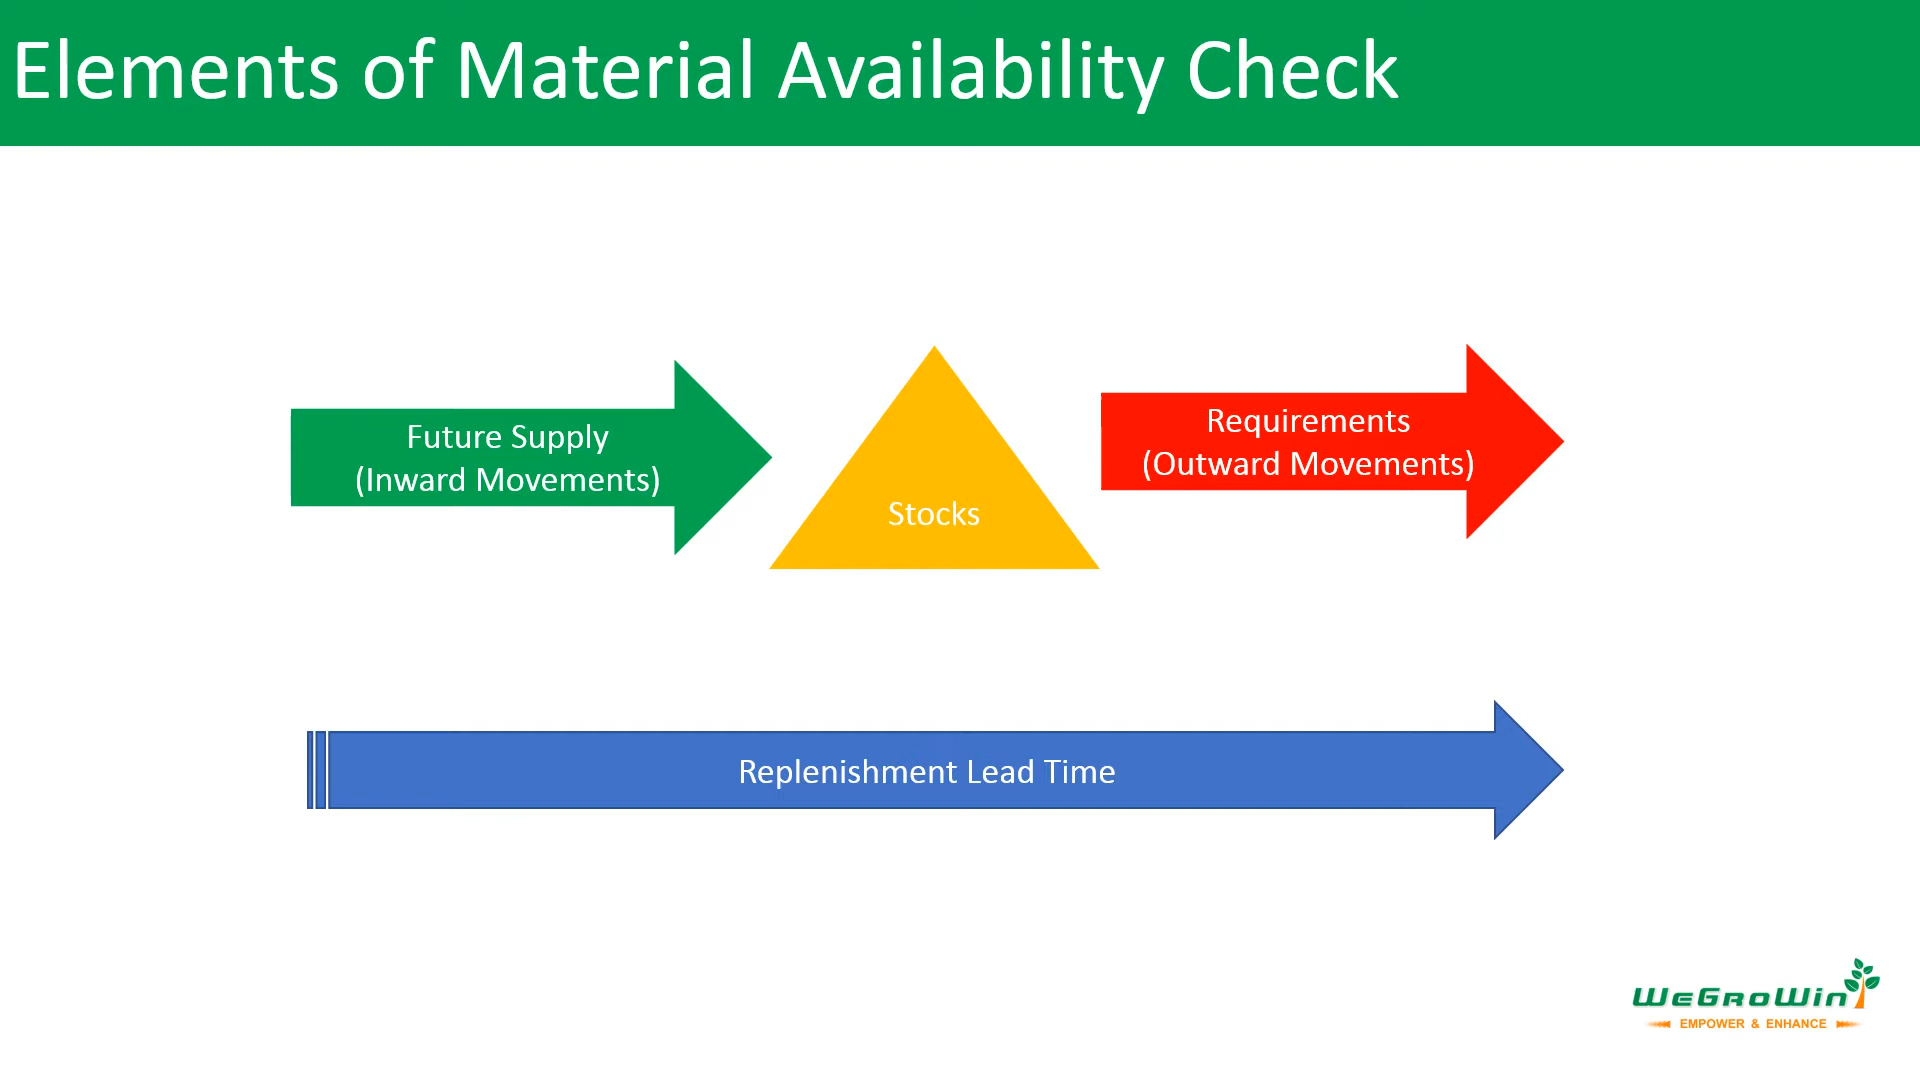 Elements of Material Availability Check
Future Supply
(Inward Movements)
Stocks
Requirements
(Outward Movements)
Replenishment Lead Time
WeGroWin
EMPOWER & ENHANCE